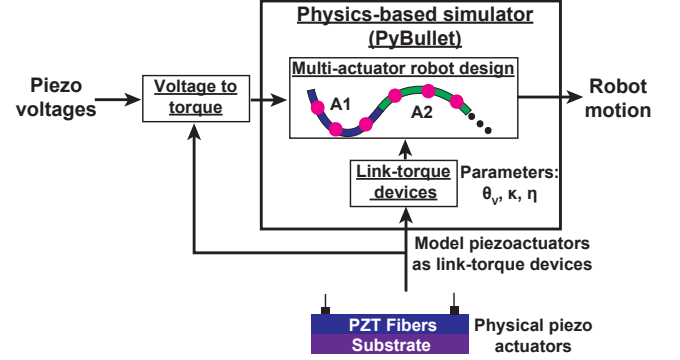 Physics-based simulator
(PyBullet)
Multi-actuator robot design
Piezo
voltages
Voltage to
torque
A1
A2
Robot
motion
Link-torque
devices
Parameters:
θv, κ, η
Model piezoactuators
as link-torque devices
PZT Fibers
Substrate
Physical piezo
actuators